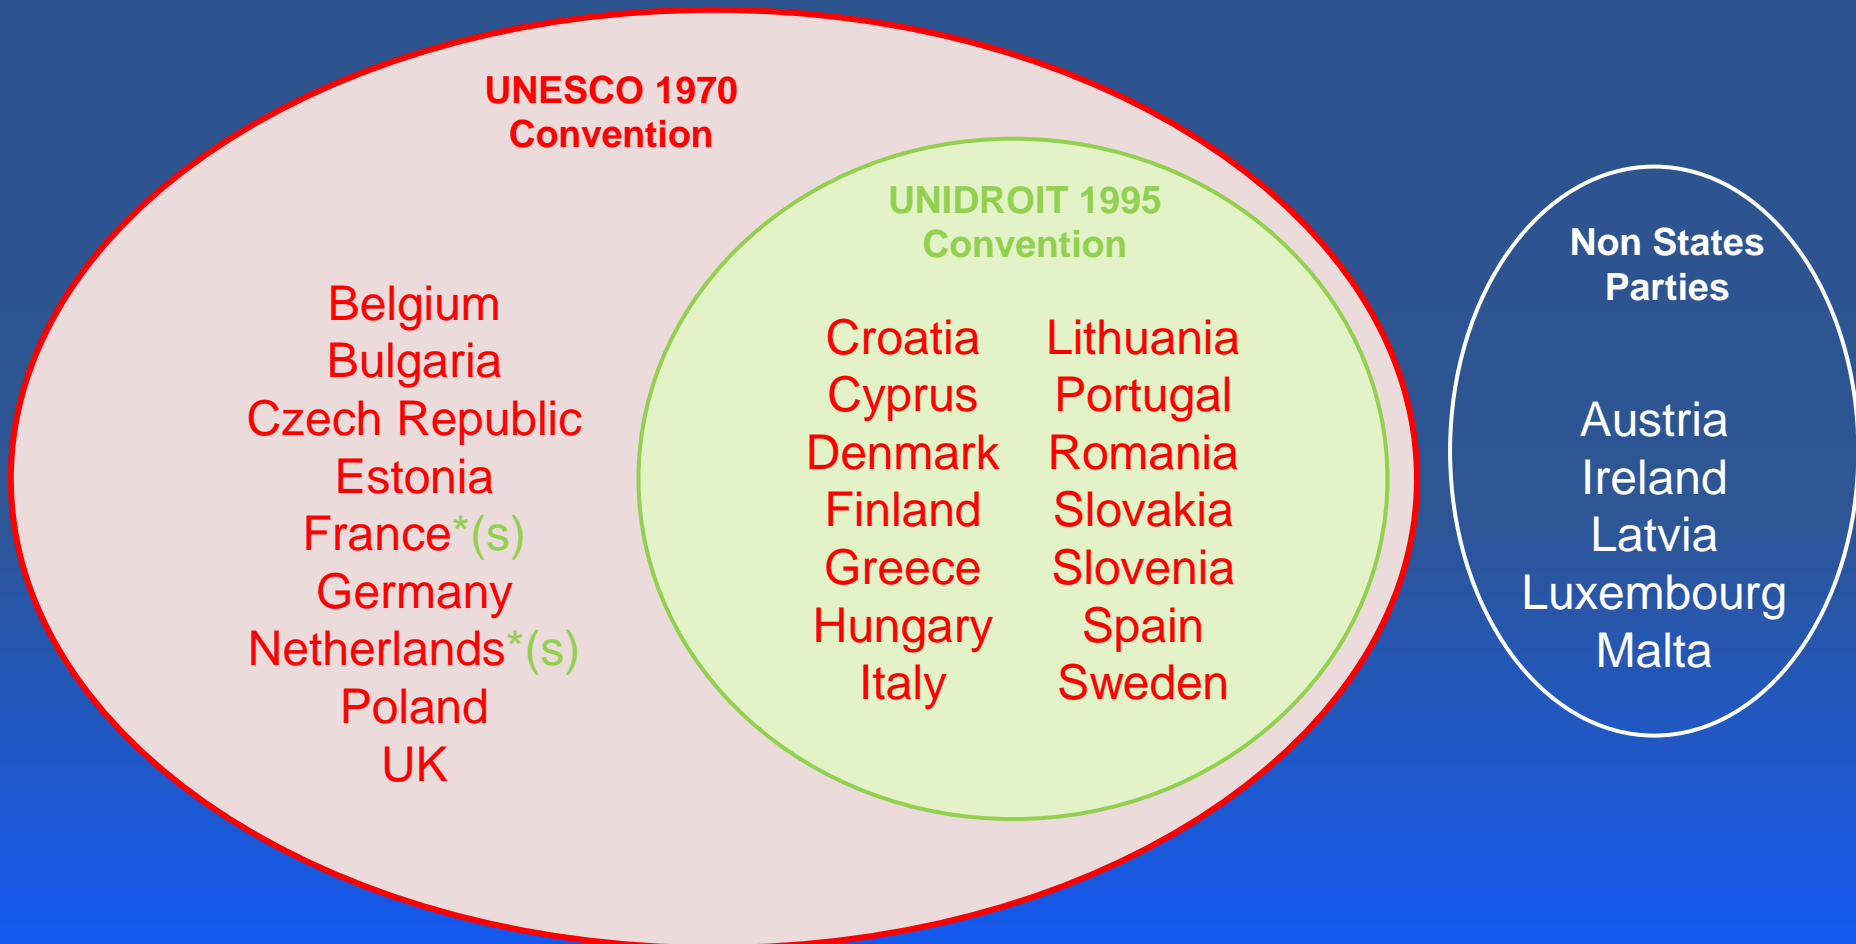 UNESCO 1970
Convention
UNIDROIT 1995
Convention
Non States
Parties
Belgium
Bulgaria
Czech Republic
Estonia
France*(s)
Germany
Netherlands*(s)
Poland
UK
Croatia
Cyprus
Denmark
Finland
Greece
Hungary
Italy
Lithuania
Portugal
Romania
Slovakia
Slovenia
Spain
Sweden
Austria
Ireland
Latvia
Luxembourg
Malta